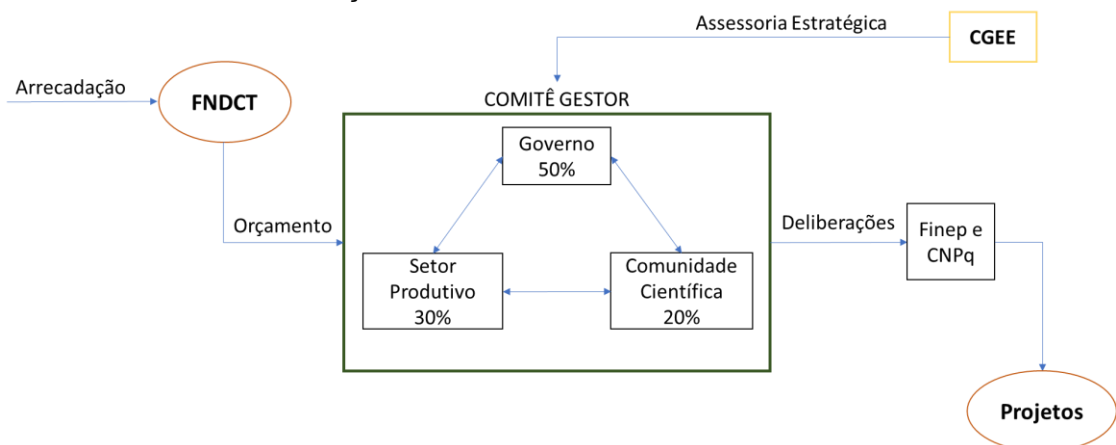 Assessoria Estratégica
CGEE
Arrecadação
FNDCT
COMITÊ GESTOR
Governo
50%
Orçamento
Setor
Produtivo
30%
Comunidade
Científica
20%
Deliberações
Finep e
CNPq
Projetos